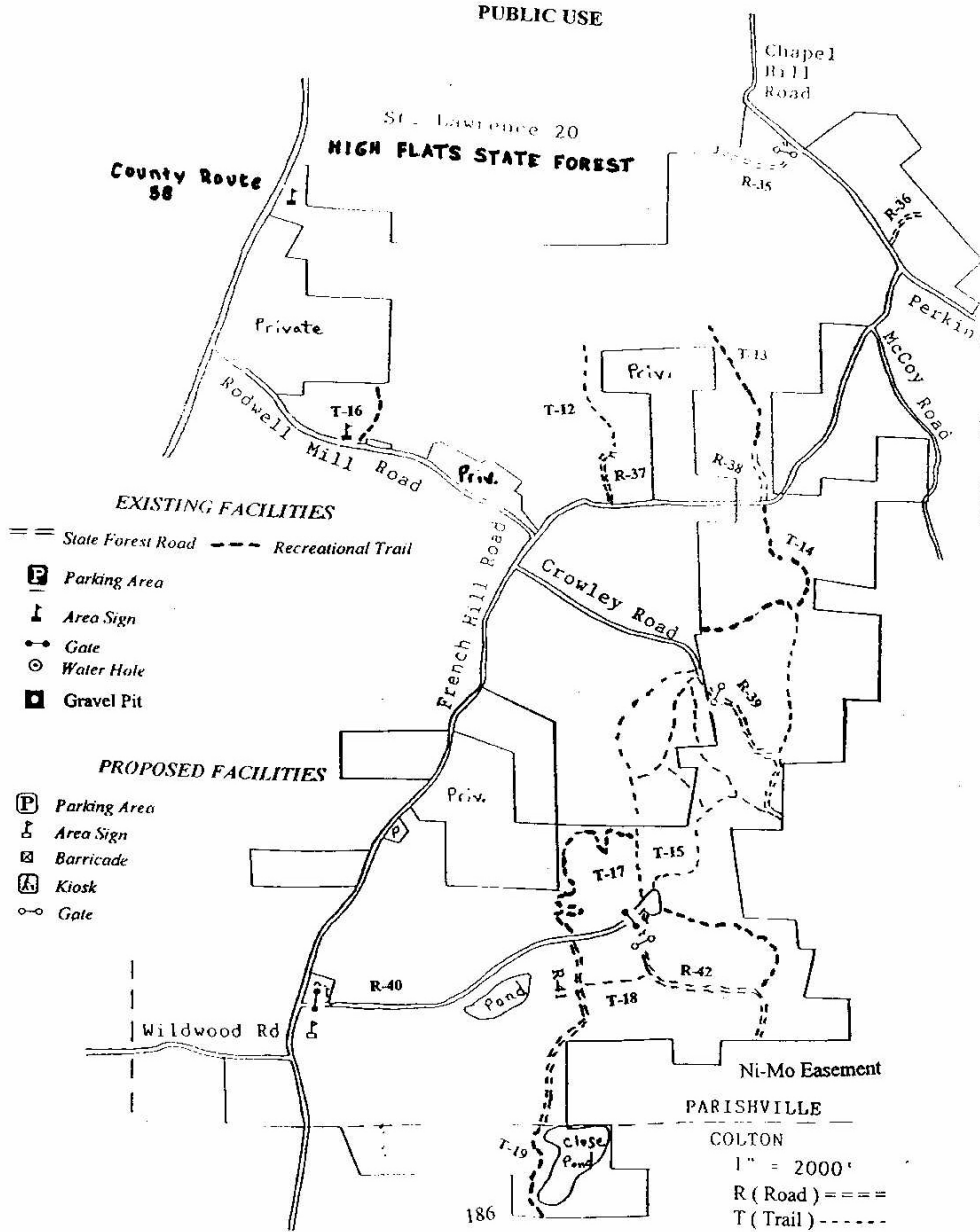 PUBLIC USE
Chapel
Hill
Road
St. Lawrence 20
HIGH FLATS STATE FOREST
County Route
58
R-35
R-36
Private
Perkin
McCoy Road
T-13
Priv.
T-12
T-16
Rodwell Mill Road
R-37
R-38
Priv.
EXISTING FACILITIES
State Forest Road
Recreational Trail
P Parking Area
Area Sign
Gate
Water Hole
Gravel Pit
French Hill Road
Crowley Road
T-14
R-39
PROPOSED FACILITIES
P Parking Area
Area Sign
Barricade
Kiosk
Gate
Priv.
P
T-17
T-15
R-40
R-41
R-42
T-18
Pond
Wildwood Rd
Ni-Mo Easement
PARISHVILLE
COLTON
1" = 2000'
R ( Road ) ====
T ( Trail ) ------
T-19
Close
Pond
186